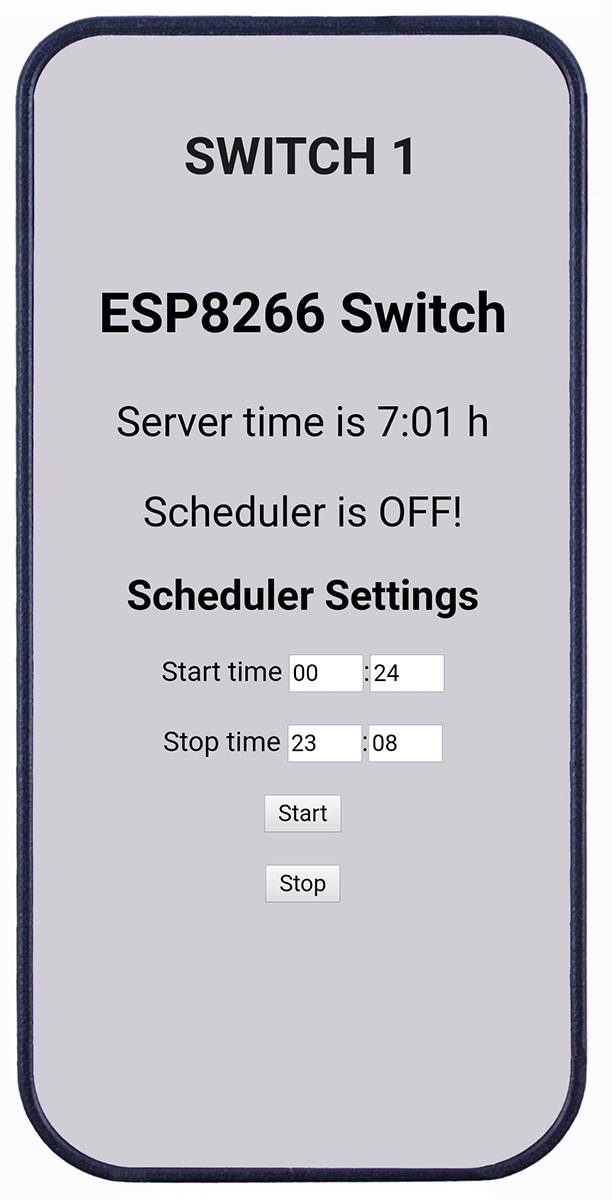 SWITCH 1
ESP8266 Switch
Server time is 7:01 h
Scheduler is OFF!
Scheduler Settings
Start time 00:24
Stop time 23:08
Start
Stop